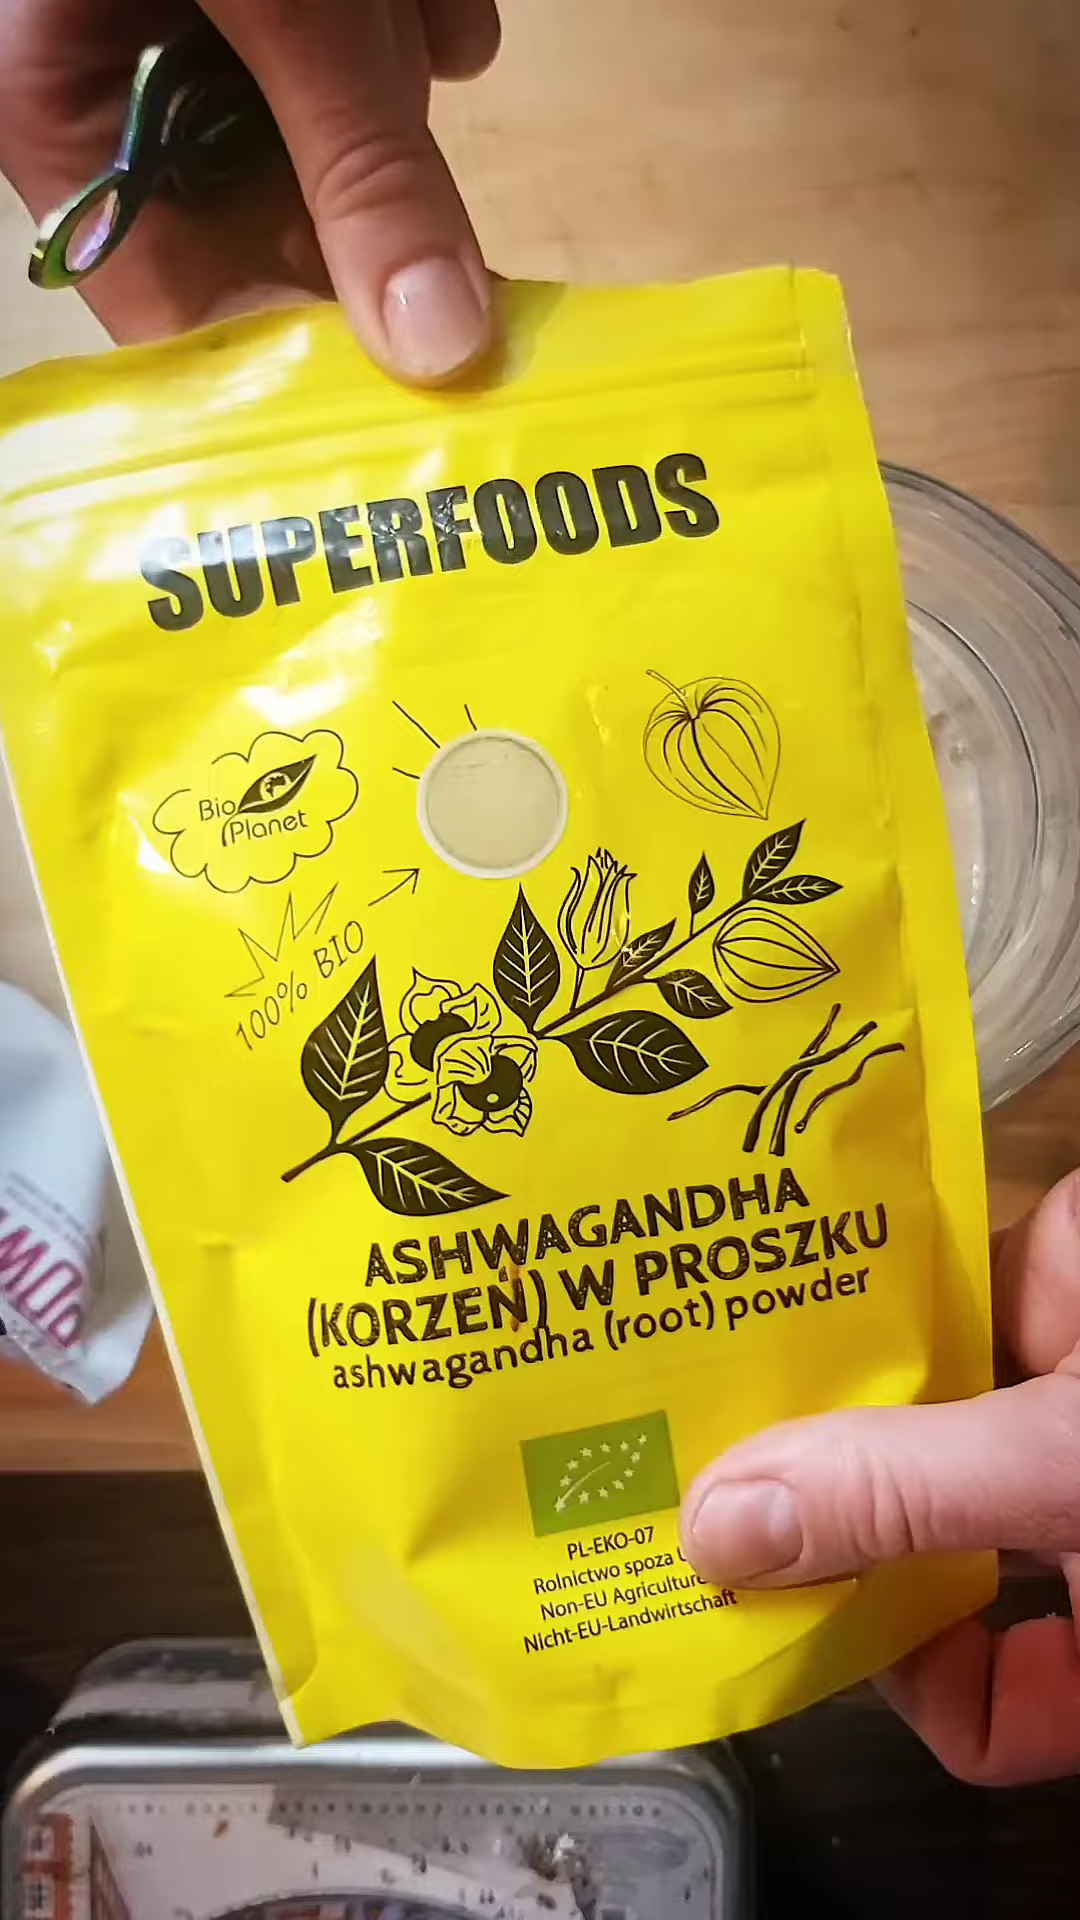 SUPERFOODS
Bio
Planet
100% BIO
ASHWAGANDHA
(KORZEŃ) W PROSZKU
ashwagandha (root) powder
PL-EKO-07
Rolnictwo spoza
Non-EU Agriculture
Nicht-EU-Landwirtschaft